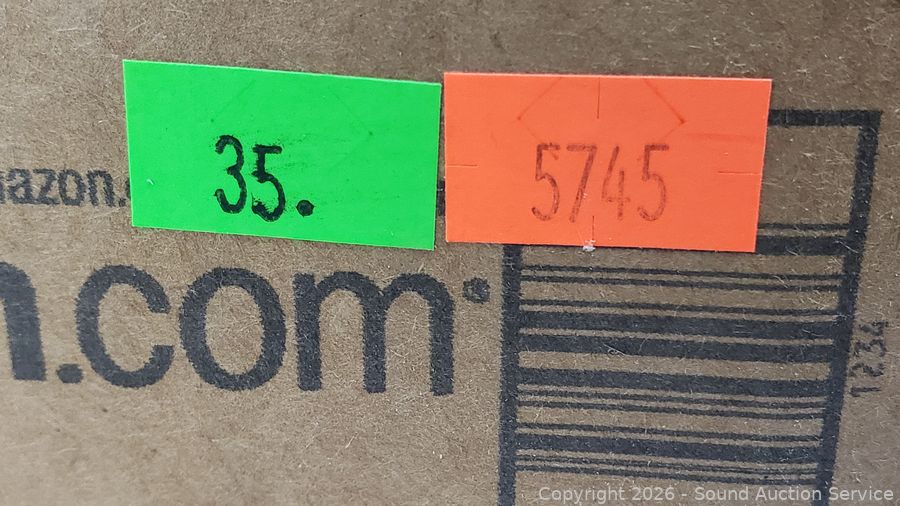 35.
5745
azon.
n.com
1234
Copyright 2026 - Sound Auction Service